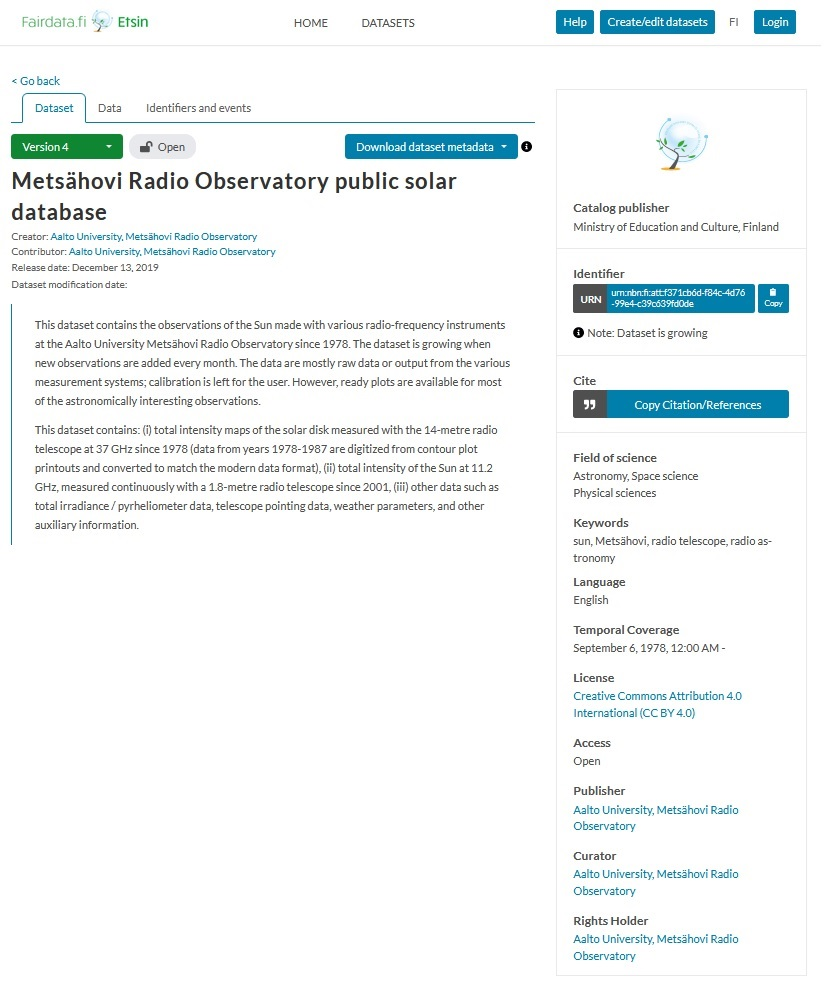 Fairdata.fi Etsin
HOME
DATASETS
Help
Create/edit datasets
FI
Login
< Go back
Dataset
Data
Identifiers and events
Version 4
Open
Download dataset metadata
Metsähovi Radio Observatory public solar
database
Creator: Aalto University, Metsähovi Radio Observatory
Contributor: Aalto University, Metsähovi Radio Observatory
Release date: December 13, 2019
Dataset modification date:
This dataset contains the observations of the Sun made with various radio-frequency instruments
at the Aalto University Metsähovi Radio Observatory since 1978. The dataset is growing when
new observations are added every month. The data are mostly raw data or output from the various
measurement systems; calibration is left for the user. However, ready plots are available for most
of the astronomically interesting observations.
This dataset contains: (i) total intensity maps of the solar disk measured with the 14-metre radio
telescope at 37 GHz since 1978 (data from years 1978-1987 are digitized from contour plot
printouts and converted to match the modern data format), (ii) total intensity of the Sun at 11.2
GHz, measured continuously with a 1.8-metre radio telescope since 2001, (iii) other data such as
total irradiance / pyrheliometer data, telescope pointing data, weather parameters, and other
auxiliary information.
Catalog publisher
Ministry of Education and Culture, Finland
Identifier
URN
urn:nbn:fi:att:f371cb6d-f84c-4d76
-99e4-c39c639fd0de
Copy
Note: Dataset is growing
Cite
Copy Citation/References
Field of science
Astronomy, Space science
Physical sciences
Keywords
sun, Metsähovi, radio telescope, radio as-
tronomy
Language
English
Temporal Coverage
September 6, 1978, 12:00 AM -
License
Creative Commons Attribution 4.0
International (CC BY 4.0)
Access
Open
Publisher
Aalto University, Metsähovi Radio
Observatory
Curator
Aalto University, Metsähovi Radio
Observatory
Rights Holder
Aalto University, Metsähovi Radio
Observatory